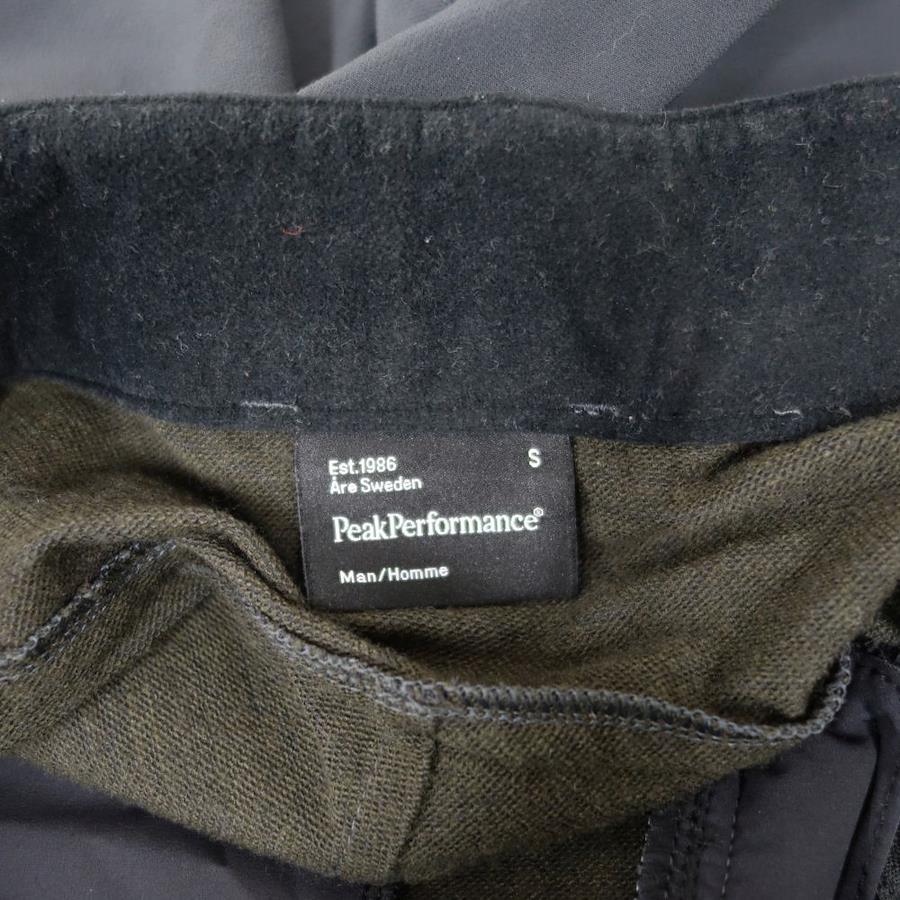 Est.1986
Åre Sweden
S
PeakPerformance®
Man/Homme